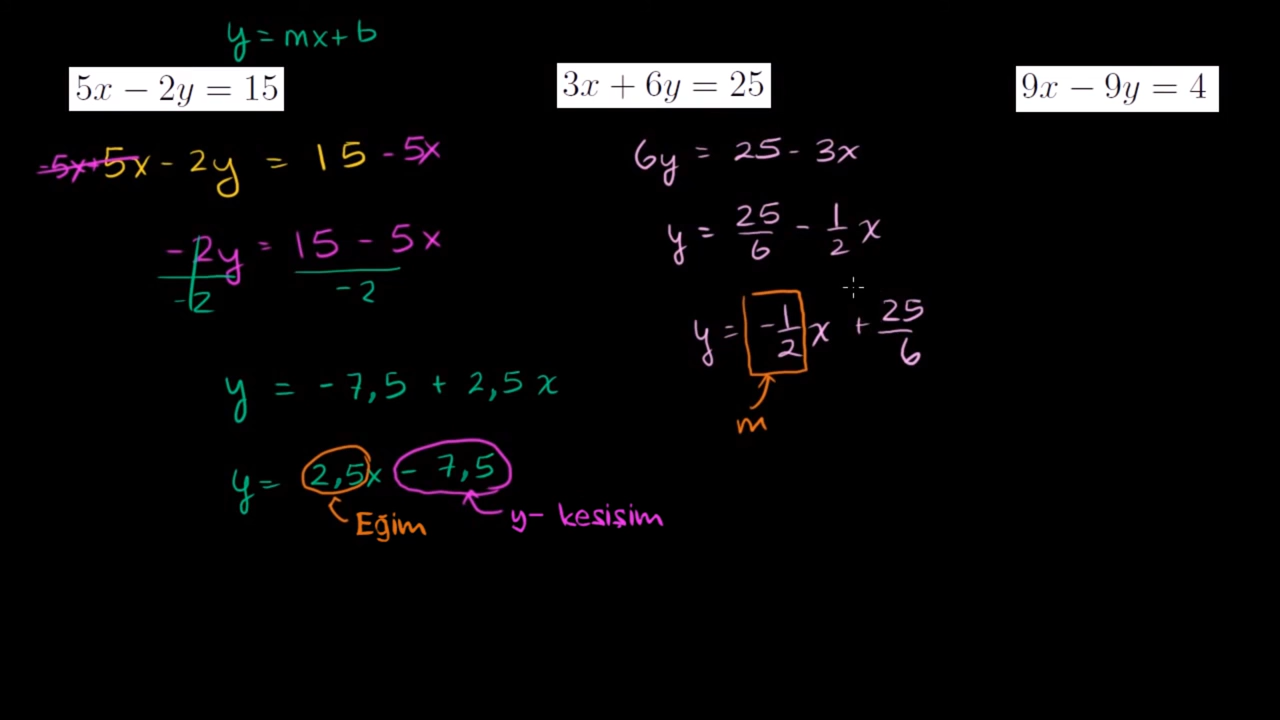 y = mx + b
5x − 2y = 15
-5x + 5x - 2y = 15 - 5x
-2y = 15 - 5x
-2 -2
y = -7,5 + 2,5x
y = 2,5x - 7,5
Eğim
y- kesişim
3x + 6y = 25
6y = 25 - 3x
y = 25/6 - 1/2 x
y = -1/2 x + 25/6
m
9x − 9y = 4